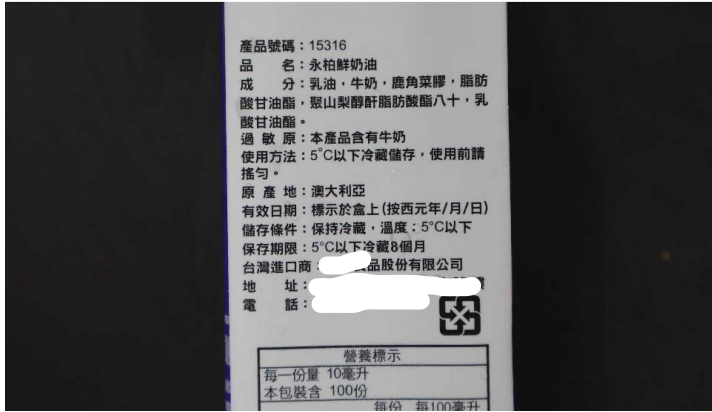 產品號碼：15316
品　　名：永柏鮮奶油
成　　分：乳油，牛奶，鹿角菜膠，脂肪
酸甘油酯，聚山梨醇酐脂肪酸酯八十，乳
酸甘油酯。
過 敏 原：本產品含有牛奶
使用方法：5°C以下冷藏儲存，使用前請
搖勻。
原 產 地：澳大利亞
有效日期：標示於盒上(按西元年/月/日)
儲存條件：保持冷藏，溫度：5°C以下
保存期限：5°C以下冷藏8個月
台灣進口商：品股份有限公司
地　　址：
電　　話：
營養標示
每一份量 10毫升
本包裝含 100份
每份　每100毫升